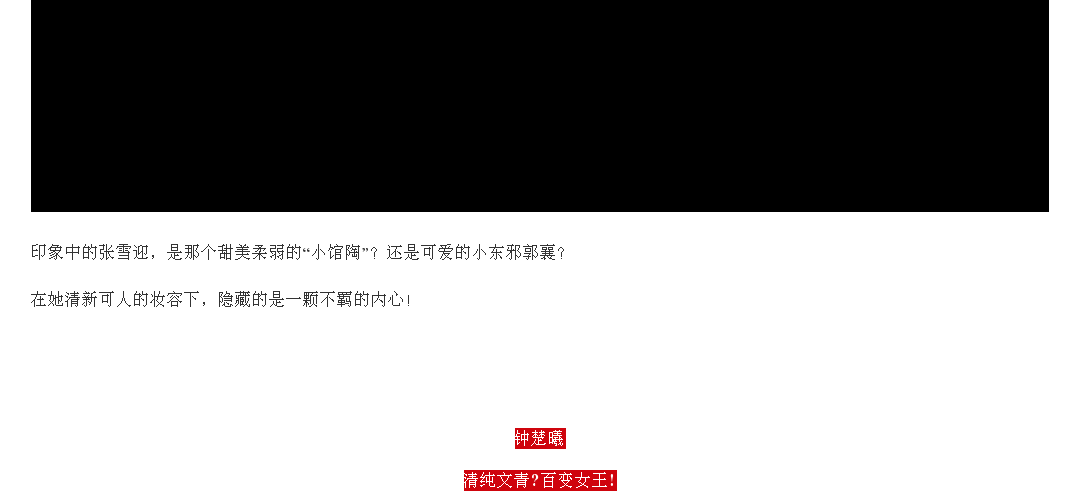 印象中的张雪迎，是那个甜美柔弱的“小馆陶”？还是可爱的小东邪郭襄？
在她清新可人的妆容下，隐藏的是一颗不羁的内心！
钟楚曦
清纯文青?百变女王!